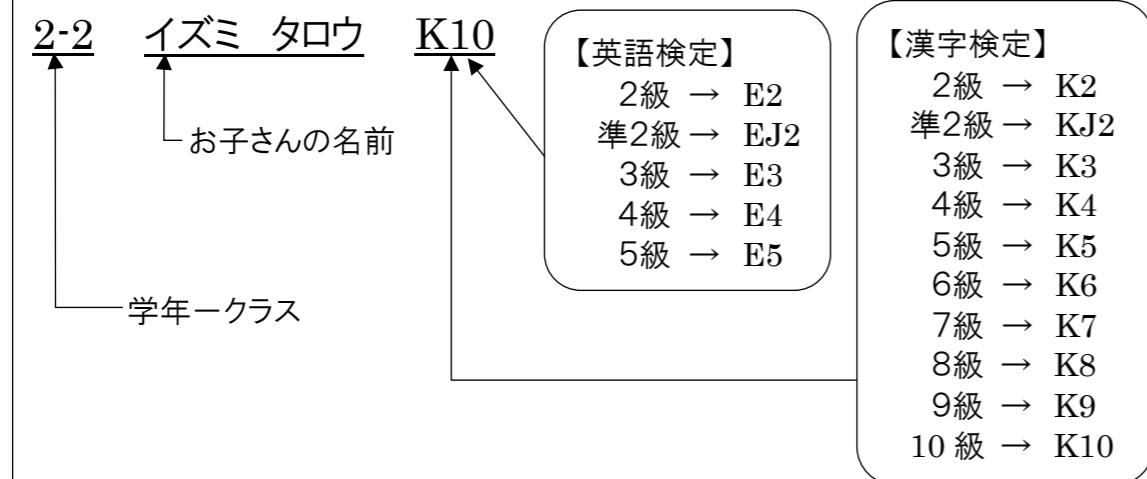 2-2 イズミ タロウ K10
お子さんの名前
学年ークラス
【英語検定】
2級 → E2
準2級 → EJ2
3級 → E3
4級 → E4
5級 → E5
【漢字検定】
2級 → K2
準2級 → KJ2
3級 → K3
4級 → K4
5級 → K5
6級 → K6
7級 → K7
8級 → K8
9級 → K9
10 級 → K10